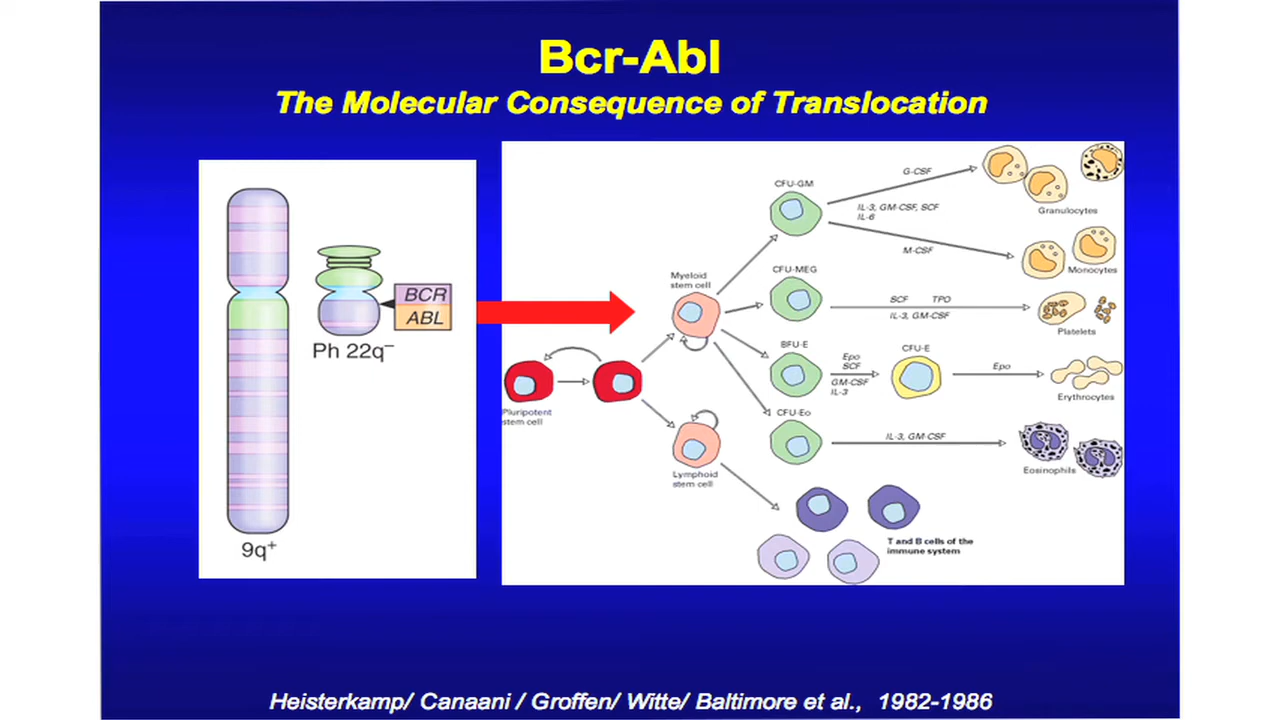 Bcr-Abl
The Molecular Consequence of Translocation
BCR
ABL
Ph 22q–
9q+
Pluripotent
stem cell
Myeloid
stem cell
Lymphoid
stem cell
CFU-GM
G-CSF
IL-3, GM-CSF, SCF
IL-6
M-CSF
Granulocytes
Monocytes
CFU-MEG
SCF TPO
IL-3, GM-CSF
Platelets
BFU-E
Epo
SCF
GM-CSF
IL-3
CFU-E
Epo
Erythrocytes
CFU-Eo
IL-3, GM-CSF
Eosinophils
T and B cells of the
immune system
Heisterkamp/ Canaani / Groffen/ Witte/ Baltimore et al., 1982-1986